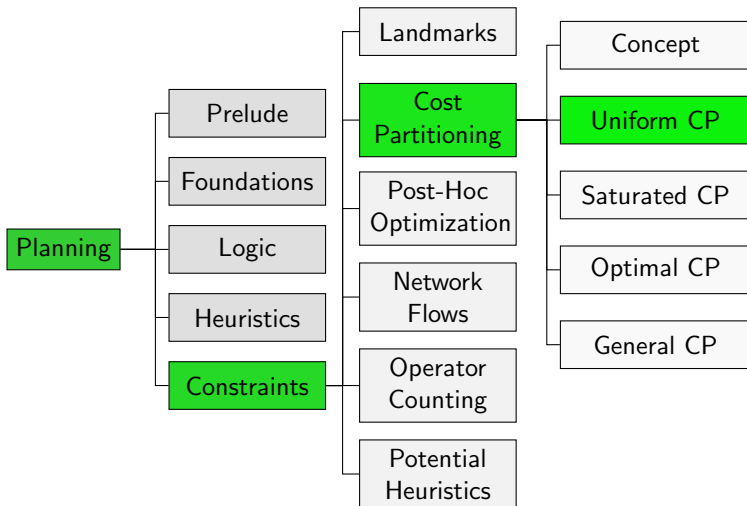 Planning
Prelude
Foundations
Logic
Heuristics
Constraints
Landmarks
Cost
Partitioning
Post-Hoc
Optimization
Network
Flows
Operator
Counting
Potential
Heuristics
Concept
Uniform CP
Saturated CP
Optimal CP
General CP